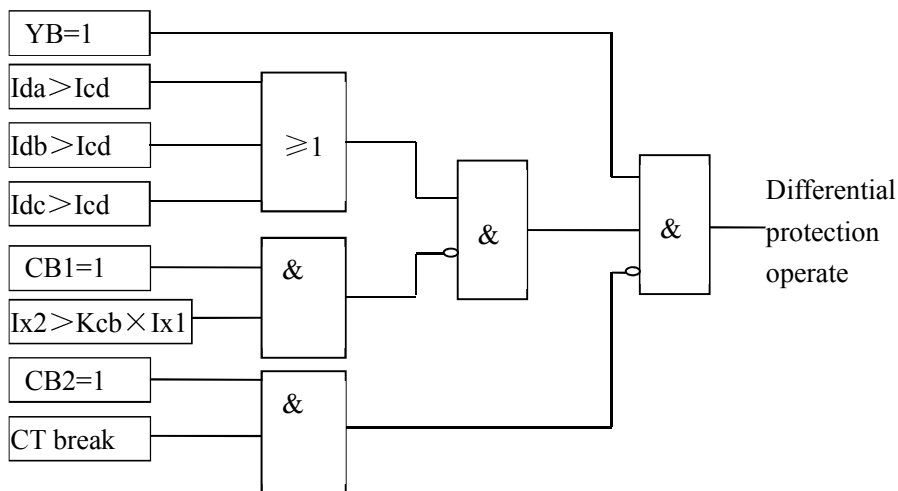 YB=1
Ida＞Icd
Idb＞Icd
Idc＞Icd
≥1
CB1=1
Ix2＞Kcb×Ix1
&
&
&
Differential
protection
operate
CB2=1
CT break
&